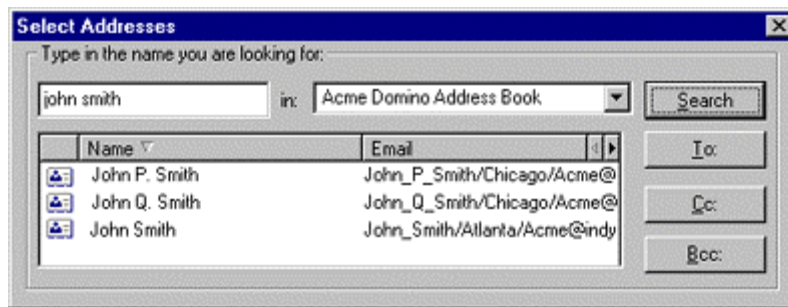 Select Addresses
Type in the name you are looking for:
john smith in: Acme Domino Address Book Search
Name Email To:
John P. Smith John_P_Smith/Chicago/Acme@
John Q. Smith John_Q_Smith/Chicago/Acme@ Cc:
John Smith John_Smith/Atlanta/Acme@indy
Bcc: